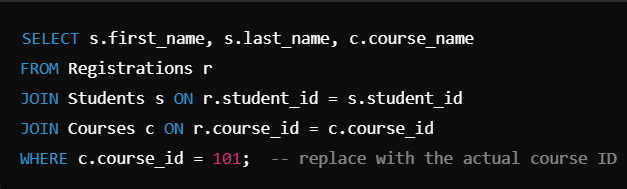 SELECT s.first_name, s.last_name, c.course_name
FROM Registrations r
JOIN Students s ON r.student_id = s.student_id
JOIN Courses c ON r.course_id = c.course_id
WHERE c.course_id = 101;  -- replace with the actual course ID